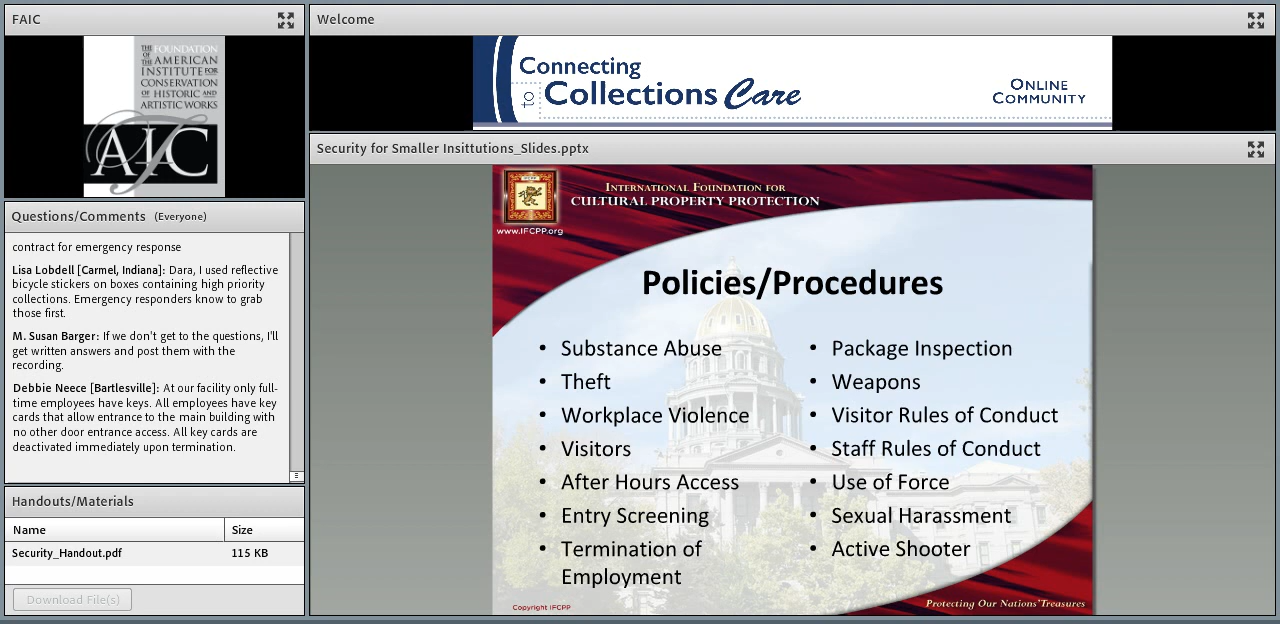 FAIC
THE FOUNDATION
OF THE AMERICAN
INSTITUTE FOR
CONSERVATION
OF HISTORIC AND
ARTISTIC WORKS
AIC
Questions/Comments (Everyone)
contract for emergency response
Lisa Lobdell [Carmel, Indiana]: Dara, I used reflective
bicycle stickers on boxes containing high priority
collections. Emergency responders know to grab
those first.
M. Susan Barger: If we don't get to the questions, I'll
get written answers and post them with the
recording.
Debbie Neece [Bartlesville]: At our facility only full-
time employees have keys. All employees have key
cards that allow entrance to the main building with
no other door entrance access. All key cards are
deactivated immediately upon termination.
Handouts/Materials
Name Size
Security_Handout.pdf 115 KB
Download File(s)
Welcome
Connecting
to Collections Care
ONLINE
COMMUNITY
Security for Smaller Insittutions_Slides.pptx
INTERNATIONAL FOUNDATION FOR
CULTURAL PROPERTY PROTECTION
www.IFCPP.org
Policies/Procedures
• Substance Abuse
• Theft
• Workplace Violence
• Visitors
• After Hours Access
• Entry Screening
• Termination of
Employment
• Package Inspection
• Weapons
• Visitor Rules of Conduct
• Staff Rules of Conduct
• Use of Force
• Sexual Harassment
• Active Shooter
Copyright IFCPP
Protecting Our Nations' Treasures